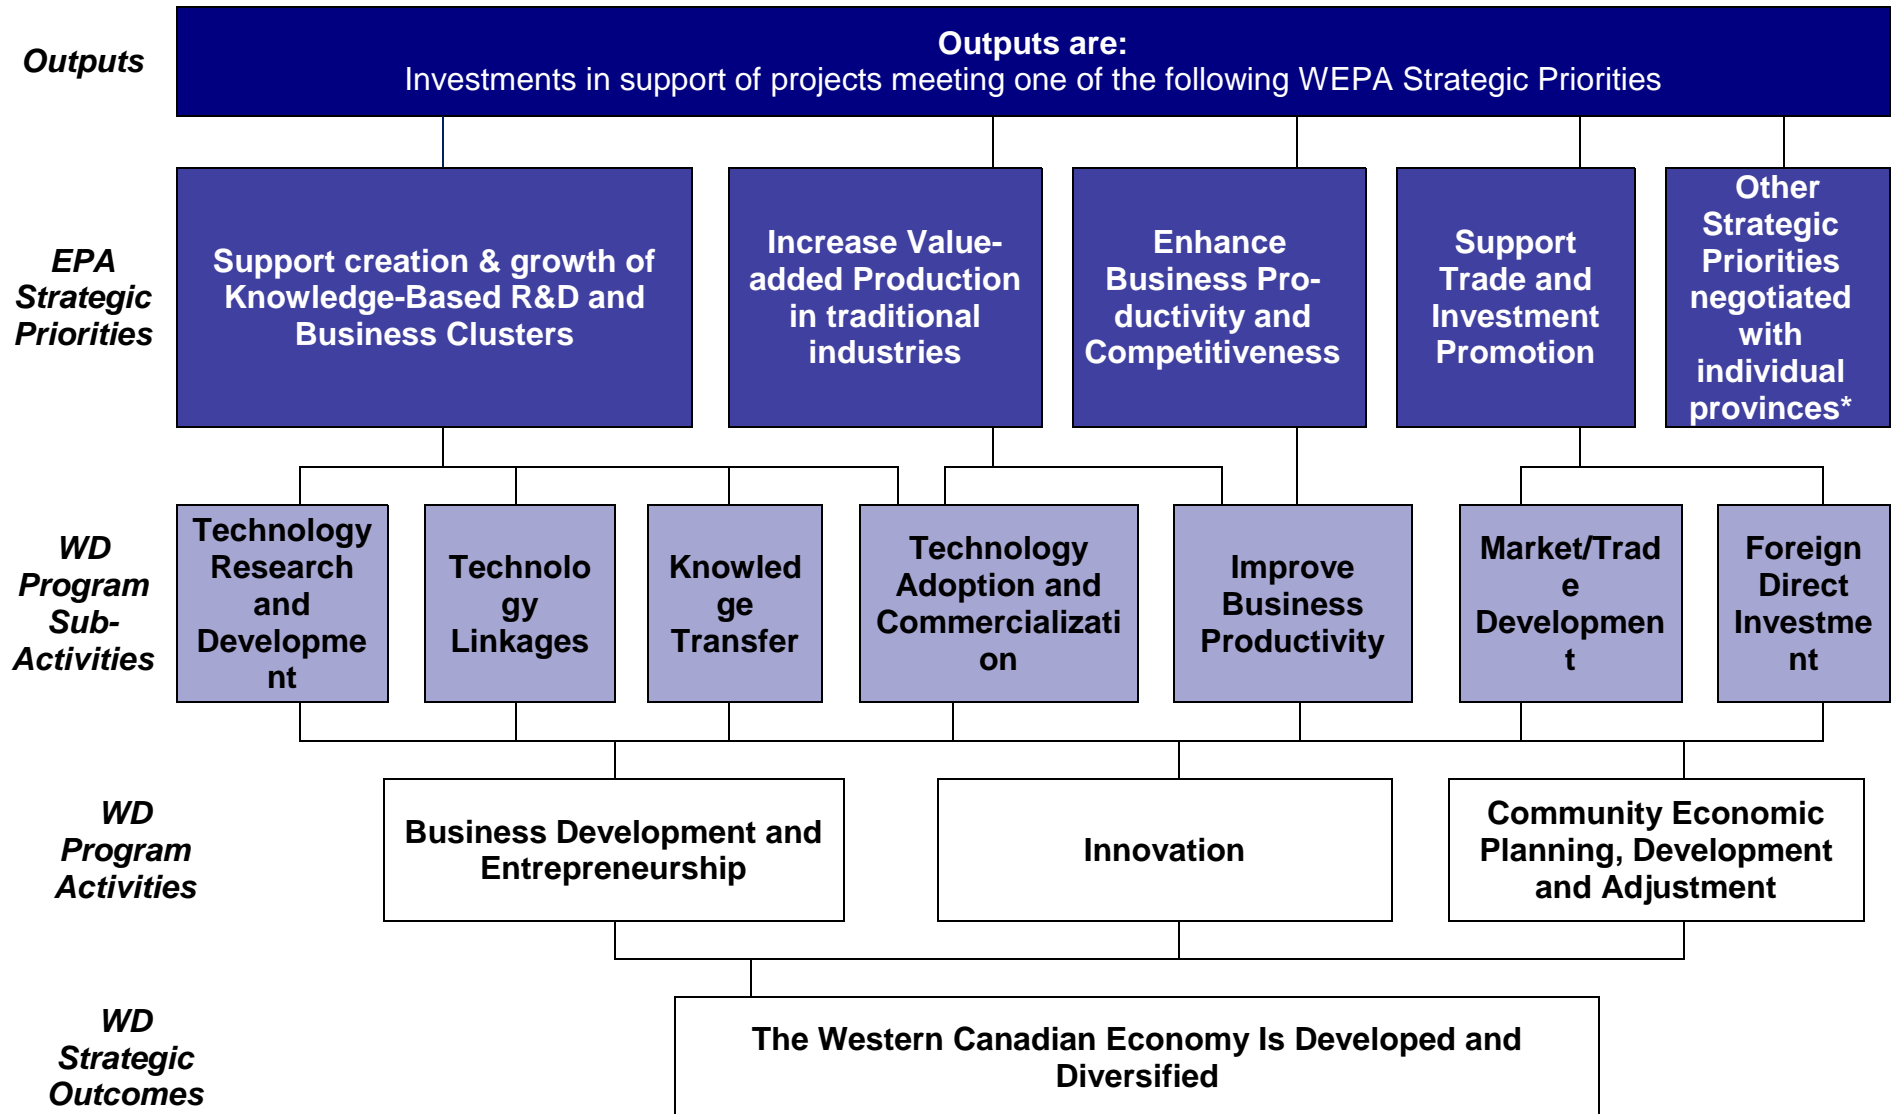 Outputs
Outputs are:
Investments in support of projects meeting one of the following WEPA Strategic Priorities
EPA
Strategic
Priorities
Support creation & growth of
Knowledge-Based R&D and
Business Clusters
Increase Value-
added Production
in traditional
industries
Enhance
Business Pro-
ductivity and
Competitiveness
Support
Trade and
Investment
Promotion
Other
Strategic
Priorities
negotiated
with
individual
provinces*
WD
Program
Sub-
Activities
Technology
Research
and
Developme
nt
Technolo
gy
Linkages
Knowled
ge
Transfer
Technology
Adoption and
Commercializati
on
Improve
Business
Productivity
Market/Trad
e
Developmen
t
Foreign
Direct
Investme
nt
WD
Program
Activities
Business Development and
Entrepreneurship
Innovation
Community Economic
Planning, Development
and Adjustment
WD
Strategic
Outcomes
The Western Canadian Economy Is Developed and
Diversified